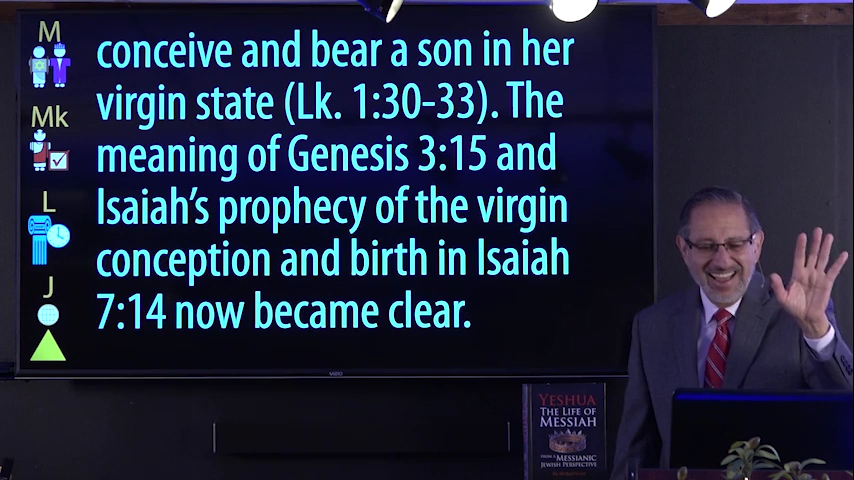 M
Mk
L
J
conceive and bear a son in her
virgin state (Lk. 1:30-33). The
meaning of Genesis 3:15 and
Isaiah’s prophecy of the virgin
conception and birth in Isaiah
7:14 now became clear.
VIZIO
YESHUA
THE LIFE OF
MESSIAH
FROM A MESSIANIC
JEWISH PERSPECTIVE